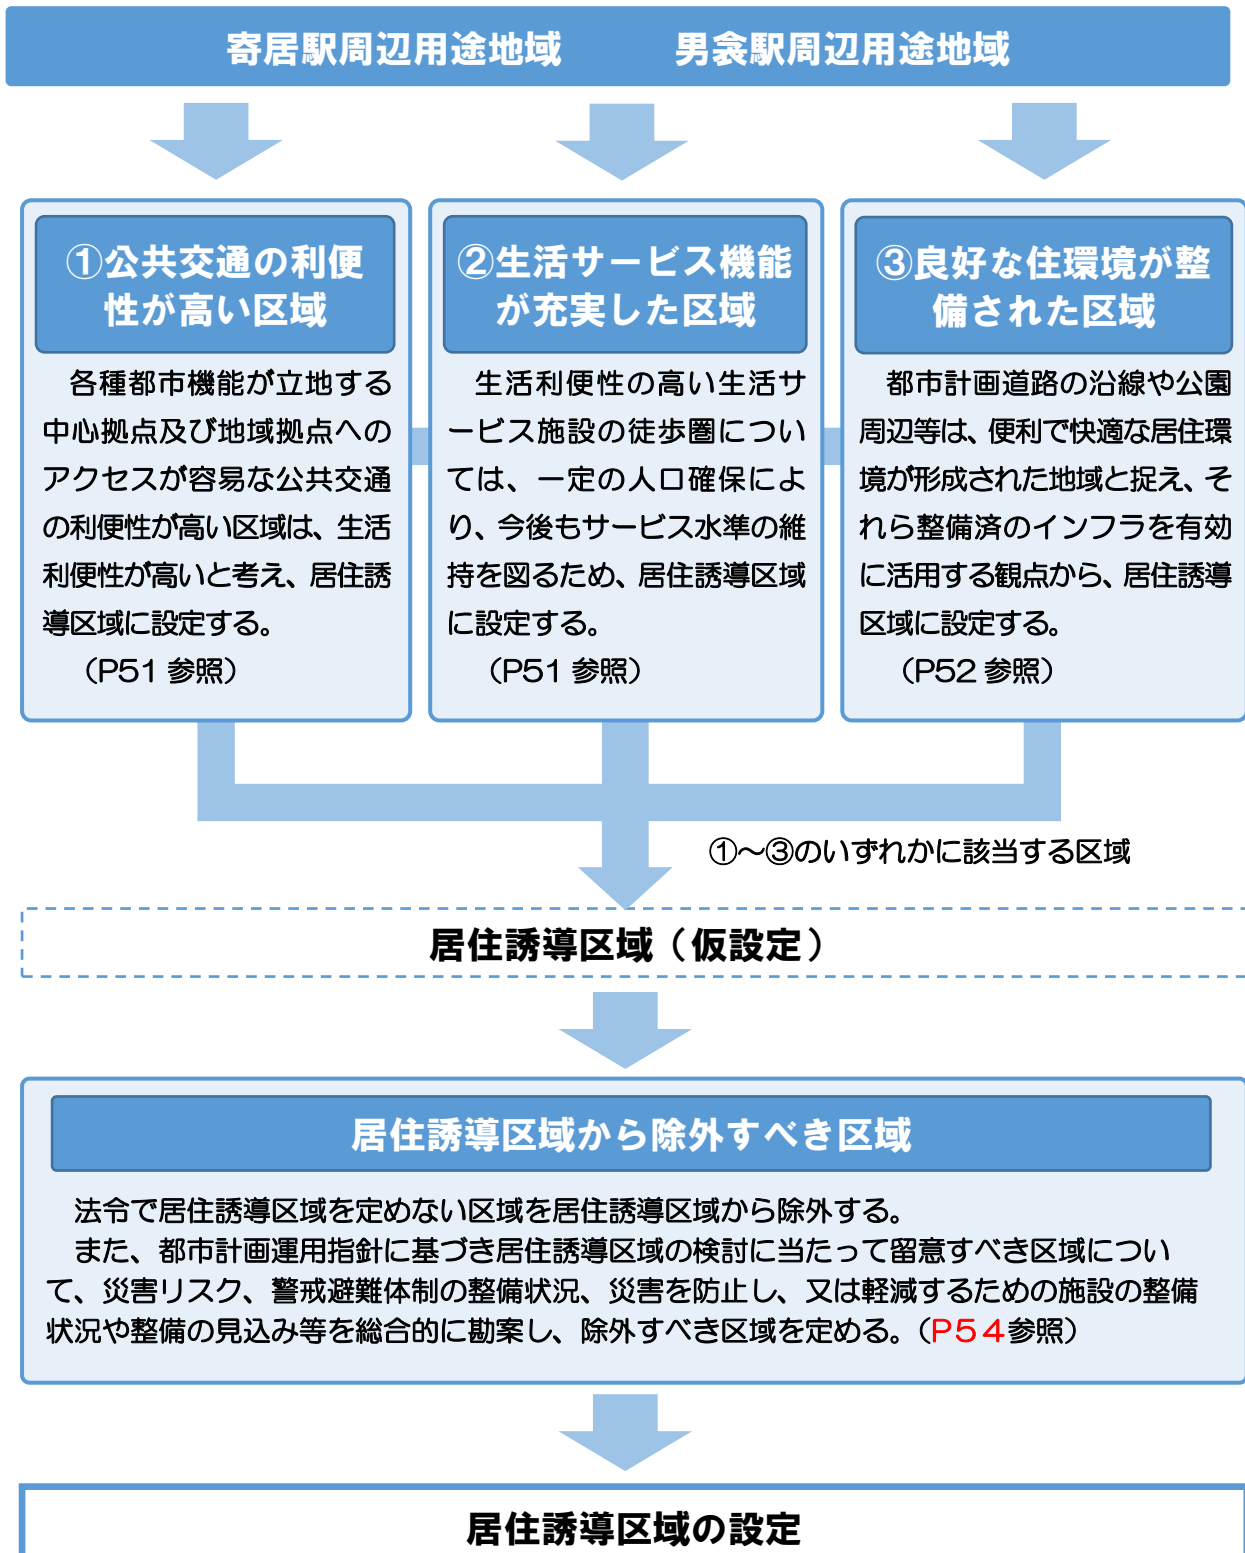 寄居駅周辺用途地域　男衾駅周辺用途地域
①公共交通の利便
性が高い区域
各種都市機能が立地する
中心拠点及び地域拠点への
アクセスが容易な公共交通
の利便性が高い区域は、生活
利便性が高いと考え、居住誘
導区域に設定する。
（P51 参照）
②生活サービス機能
が充実した区域
生活利便性の高い生活サ
ービス施設の徒歩圏につい
ては、一定の人口確保によ
り、今後もサービス水準の維
持を図るため、居住誘導区域
に設定する。
（P51 参照）
③良好な住環境が整
備された区域
都市計画道路の沿線や公園
周辺等は、便利で快適な居住環
境が形成された地域と捉え、そ
れら整備済のインフラを有効
に活用する観点から、居住誘導
区域に設定する。
（P52 参照）
①～③のいずれかに該当する区域
居住誘導区域（仮設定）
居住誘導区域から除外すべき区域
法令で居住誘導区域を定めない区域を居住誘導区域から除外する。
また、都市計画運用指針に基づき居住誘導区域の検討に当たって留意すべき区域につい
て、災害リスク、警戒避難体制の整備状況、災害を防止し、又は軽減するための施設の整備
状況や整備の見込み等を総合的に勘案し、除外すべき区域を定める。（Ｐ５４参照）
居住誘導区域の設定